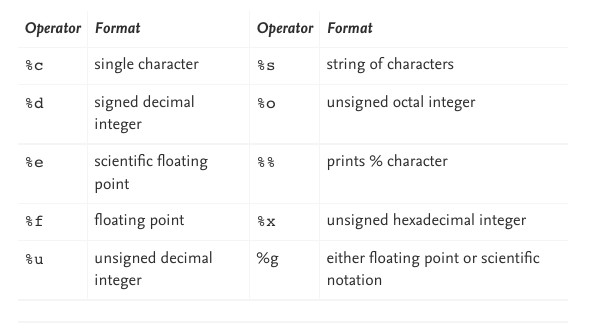 Operator Format Operator Format
%c single character %s string of characters
%d signed decimal %o unsigned octal integer
integer
%e scientific floating %% prints % character
point
%f floating point %x unsigned hexadecimal integer
%u unsigned decimal %g either floating point or scientific
integer notation